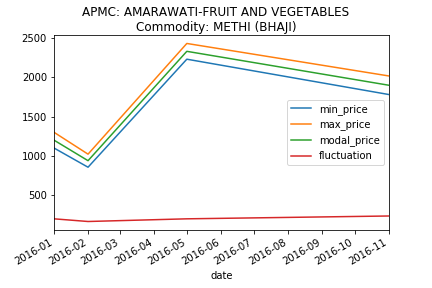 APMC: AMARAWATI-FRUIT AND VEGETABLES
Commodity: METHI (BHAJI)
2500
2000
1500
1000
500
min_price
max_price
modal_price
fluctuation
2016-01
2016-02
2016-03
2016-04
2016-05
2016-06
2016-07
2016-08
2016-09
2016-10
2016-11
date